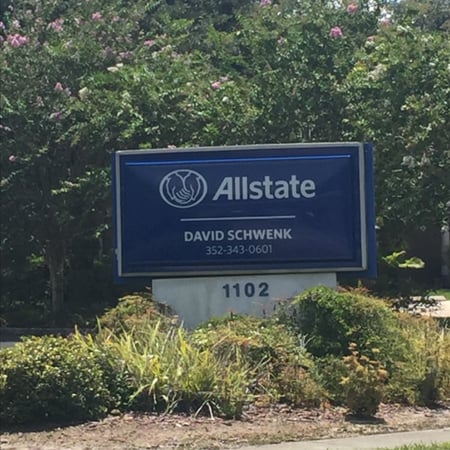 Allstate
DAVID SCHWENK
352-343-0601
1102